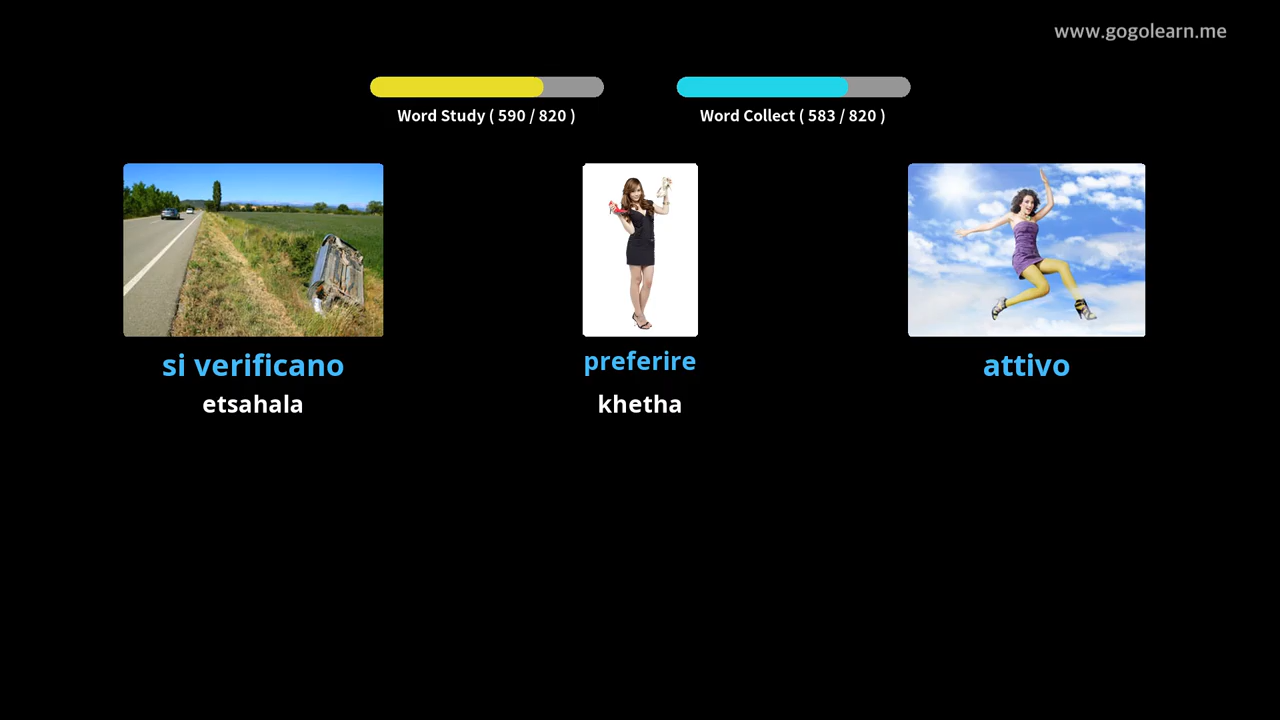 www.gogolearn.me
Word Study ( 590 / 820 )
Word Collect ( 583 / 820 )
si verificano
etsahala
preferire
khetha
attivo